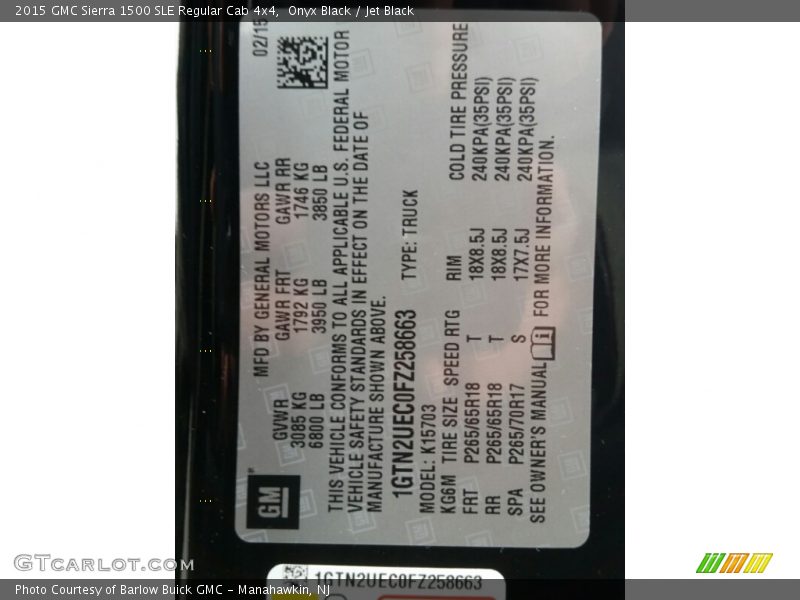 2015 GMC Sierra 1500 SLE Regular Cab 4x4, Onyx Black / Jet Black
02/15
MFD BY GENERAL MOTORS LLC
GVWR GAWR FRT GAWR RR
3085 KG 1792 KG 1746 KG
6800 LB 3950 LB 3850 LB
THIS VEHICLE CONFORMS TO ALL APPLICABLE U.S. FEDERAL MOTOR
VEHICLE SAFETY STANDARDS IN EFFECT ON THE DATE OF
MANUFACTURE SHOWN ABOVE.
1GTN2UEC0FZ258663 TYPE: TRUCK
MODEL: K15703
KG6M TIRE SIZE SPEED RTG RIM COLD TIRE PRESSURE
FRT P265/65R18 T 18X8.5J 240KPA(35PSI)
RR P265/65R18 T 18X8.5J 240KPA(35PSI)
SPA P265/70R17 S 17X7.5J 240KPA(35PSI)
SEE OWNER'S MANUAL i FOR MORE INFORMATION.
GM
1GTN2UEC0FZ258663
GTCARLOT.COM
Photo Courtesy of Barlow Buick GMC - Manahawkin, NJ